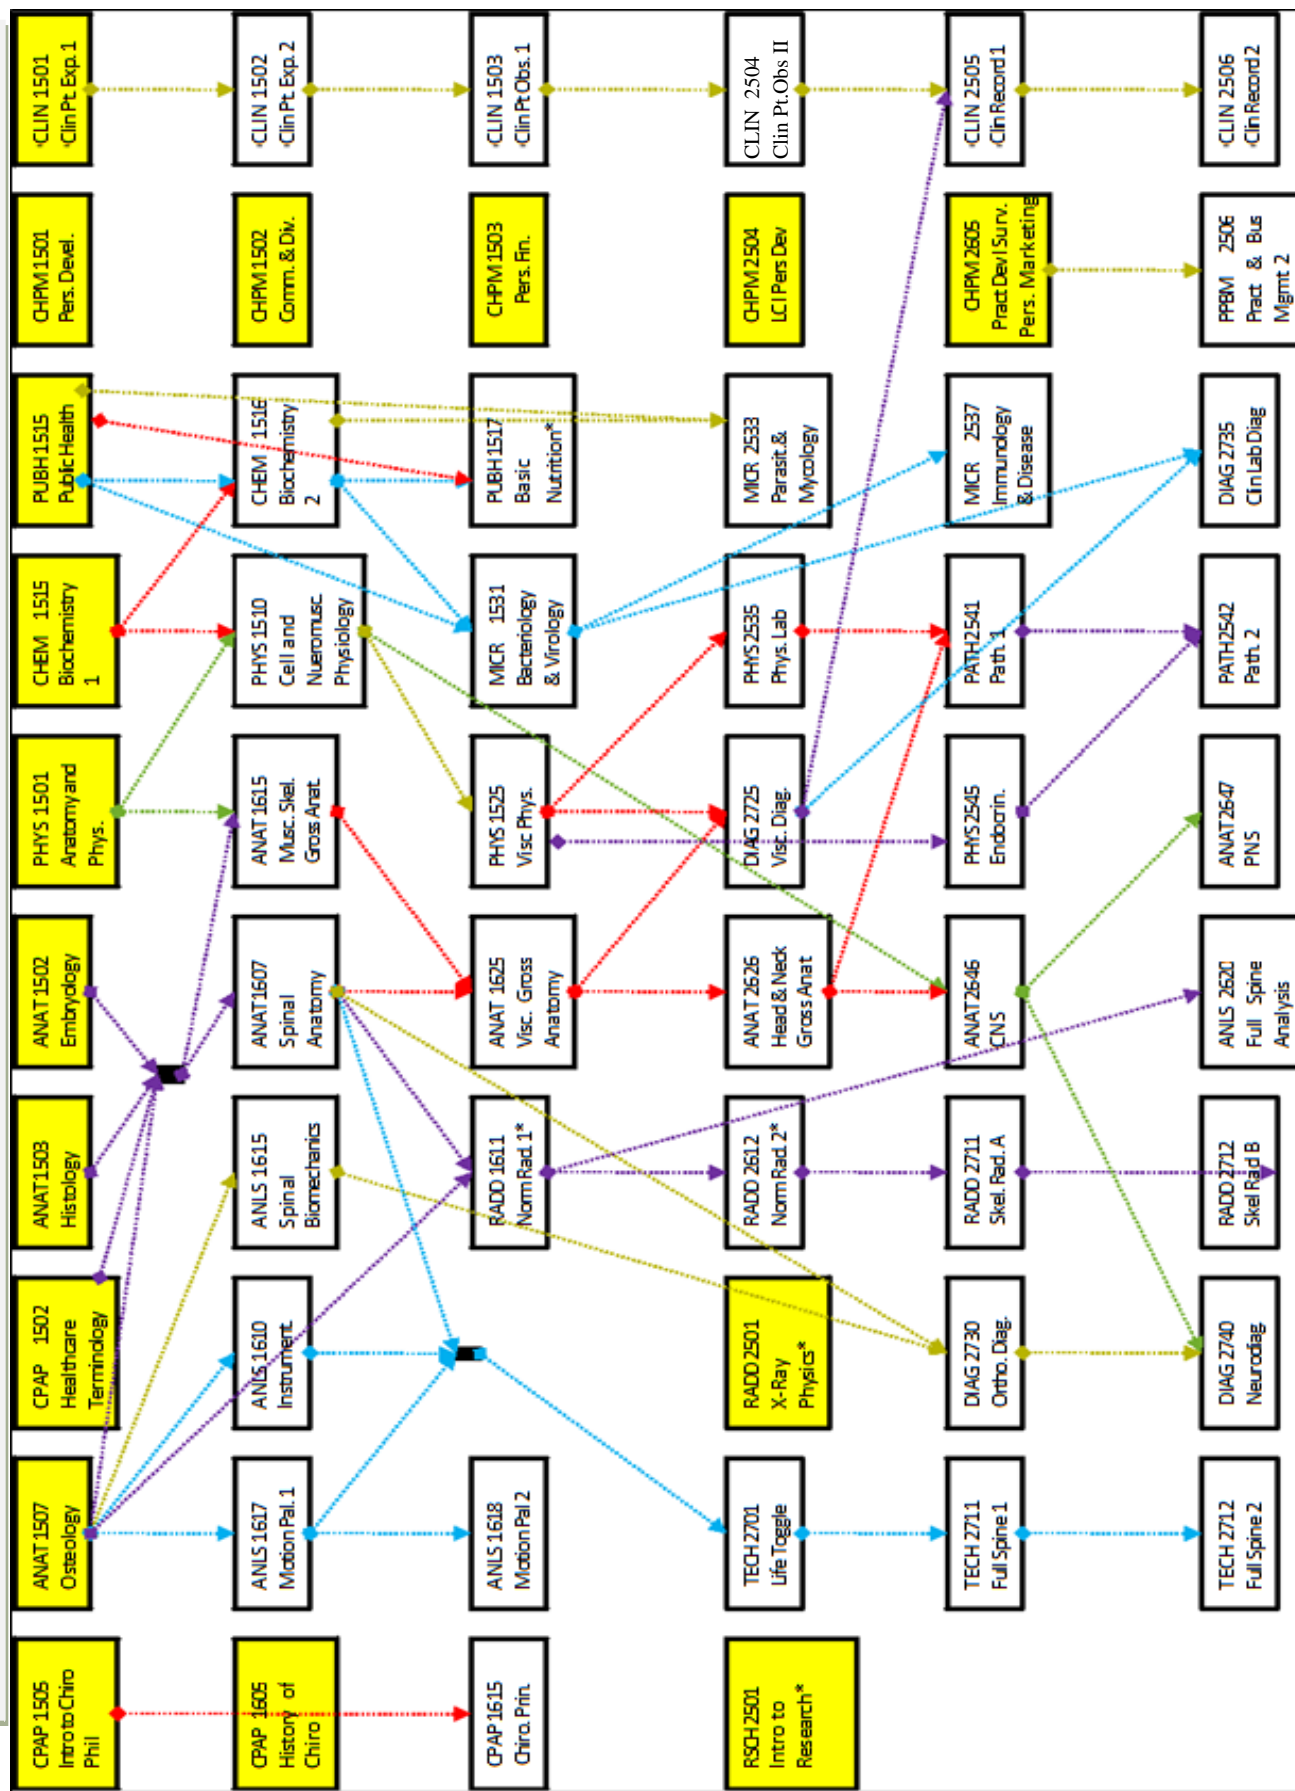 CPAP 1505
Intro to Chiro
Phil
ANAT 1507
Osteology
CPAP 1502
Healthcare
Terminology
ANAT1503
Histology
ANAT 1502
Embryology
PHYS 1501
Anatomy and
Phys.
CHEM 1515
Biochemistry
1
PUBH 1515
Public Health
CHPM 1501
Pers. Devel.
CLIN 1501
Clin Pt. Exp. 1
CPAP 1605
History of
Chiro
ANLS 1617
Motion Pal. 1
ANLS 1610
Instrument.
ANLS 1615
Spinal
Biomechenics
ANAT1607
Spinal
Anatomy
ANAT 1615
Musc. Skel.
Gross Anat.
PHYS 1510
Cell and
Nueromusc.
Physiology
CHEM 1516
Biochemistry
2
CHPM 1502
Comm. & Div.
CLIN 1502
Clin Pt. Exp. 2
CPAP 1615
Chiro. Prin.
ANLS 1618
Motion Pal 2
RADD 1611
Norm Rad. 1*
ANAT 1625
Visc. Gross
Anatomy
PHYS 1525
Visc Phys.
MICR 1531
Bacteriology
& Virology
PUBH 1517
Basic
Nutrition*
CHPM 1503
Pers. Fin.
CLIN 1503
Clin Pt Obs. 1
RSCH 2501
Intro to
Research*
TECH 2701
Life Toggle
RADD 2501
X-Ray
Physics*
RADD 2612
Norm Rad. 2*
ANAT 2626
Head & Neck
Gross Anat
DIAG 2725
Visc. Diag.
PHYS 2535
Phys. Lab
MICR 2533
Parasit.&
Mycology
CHPM 2504
LCI Pers Dev
CLIN 2504
Clin Pt.Obs II
TECH 2711
Full Spine 1
DIAG 2730
Ortho. Diag.
RADD 2711
Skel. Rad. A
ANAT2646
CNS
PHYS 2545
Endocrin.
PATH 2541
Path. 1
MICR 2537
Immunology
& Disease
CHPM 2605
Pract Devl Surv.
Pers. Marketing
CLIN 2505
Clin Record 1
TECH 2712
Full Spine 2
DIAG 2740
Neurodiag.
RADD 2712
Skel Rad B
ANLS 2620
Full Spine
Analysis
ANAT2647
PNS
PATH2542
Path. 2
DIAG 2735
Clin Lab Diag
PPBM 2506
Pract & Bus
Mgmt 2
CLIN 2506
Clin Record 2